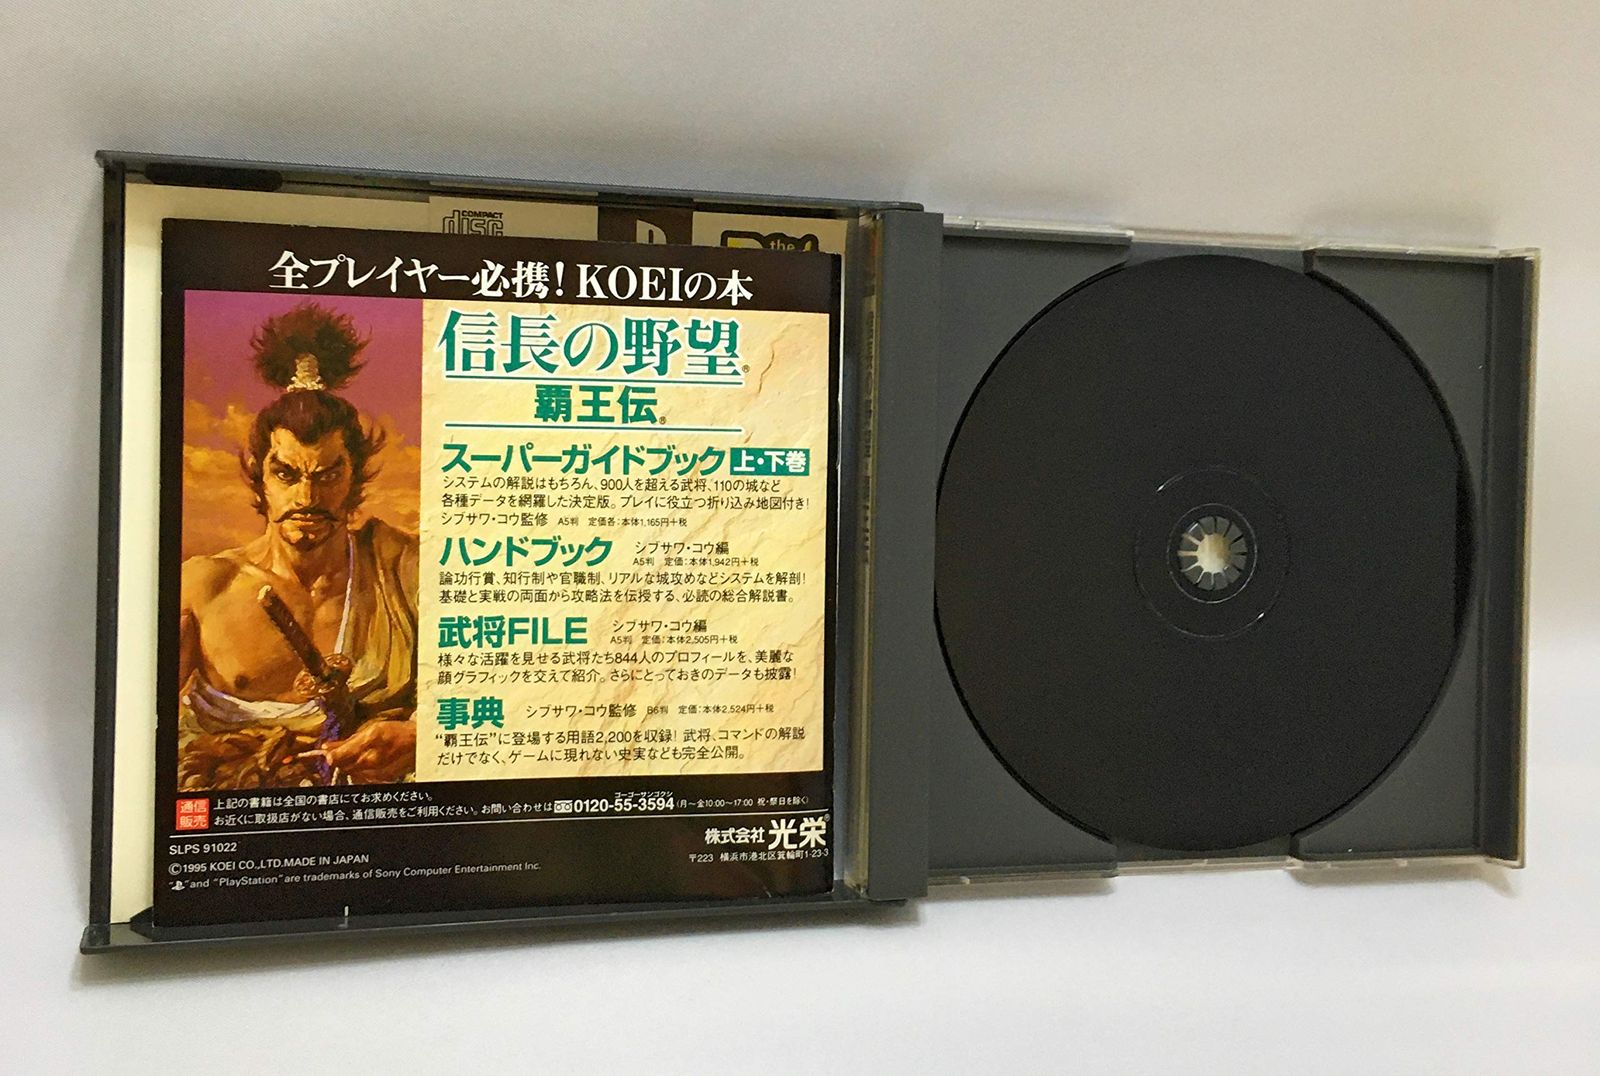 COMPACT
disc
the
全プレイヤー必携！KOEIの本
信長の野望®
覇王伝®
スーパーガイドブック 上・下巻
システムの解説はもちろん、900人を超える武将、110の城など
各種データを網羅した決定版。プレイに役立つ折り込み地図付き！
シブサワ・コウ監修 A5判 定価各：本体1,165円＋税
ハンドブック シブサワ・コウ編
A5判 定価：本体1,942円＋税
論功行賞、知行制や官職制、リアルな城攻めなどシステムを解剖！
基礎と実戦の両面から攻略法を伝授する、必読の総合解説書。
武将FILE シブサワ・コウ編
A5判 定価：本体2,505円＋税
様々な活躍を見せる武将たち844人のプロフィールを、美麗な
顔グラフィックを交えて紹介。さらにとっておきのデータも披露！
事典 シブサワ・コウ監修 B6判 定価：本体2,524円＋税
“覇王伝”に登場する用語2,200を収録！武将、コマンドの解説
だけでなく、ゲームに現れない史実なども完全公開。
通信販売
上記の書籍は全国の書店にてお求めください。
ゴーゴーサンゴクシ
お近くに取扱店がない場合、通信販売をご利用ください。お問い合わせは 0120-55-3594（月〜金10:00〜17:00 祝・祭日を除く）
株式会社 光栄®
〒223 横浜市港北区箕輪町1-23-3
SLPS 91022
©1995 KOEI CO.,LTD.MADE IN JAPAN
“ ” and “PlayStation” are trademarks of Sony Computer Entertainment Inc.